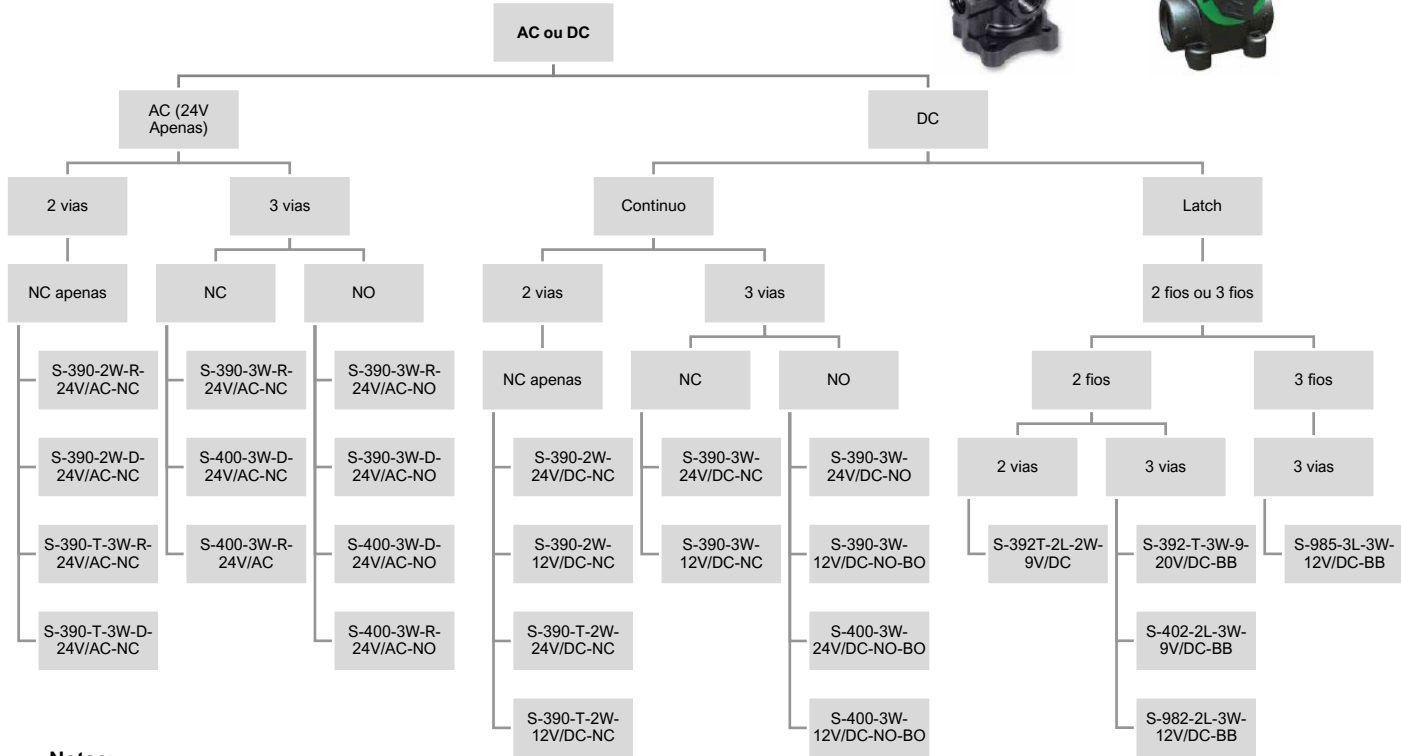 AC ou DC
AC (24V
Apenas)
DC
2 vias
3 vias
Continuo
Latch
NC apenas
NC
NO
2 vias
3 vias
2 fios ou 3 fios
S-390-2W-R-
24V/AC-NC
S-390-2W-D-
24V/AC-NC
S-390-T-3W-R-
24V/AC-NC
S-390-T-3W-D-
24V/AC-NC
S-390-3W-R-
24V/AC-NC
S-400-3W-D-
24V/AC-NC
S-400-3W-R-
24V/AC
S-390-3W-R-
24V/AC-NO
S-390-3W-D-
24V/AC-NO
S-400-3W-D-
24V/AC-NO
S-400-3W-R-
24V/AC-NO
NC apenas
NC
NO
S-390-2W-
24V/DC-NC
S-390-2W-
12V/DC-NC
S-390-T-2W-
24V/DC-NC
S-390-T-2W-
12V/DC-NC
S-390-3W-
24V/DC-NC
S-390-3W-
12V/DC-NC
S-390-3W-
24V/DC-NO
S-390-3W-
12V/DC-NO-BO
S-400-3W-
24V/DC-NO-BO
S-400-3W-
12V/DC-NO-BO
2 fios
3 fios
2 vias
3 vias
3 vias
S-392T-2L-2W-
9V/DC
S-392-T-3W-9-
20V/DC-BB
S-402-2L-3W-
9V/DC-BB
S-982-2L-3W-
12V/DC-BB
S-985-3L-3W-
12V/DC-BB